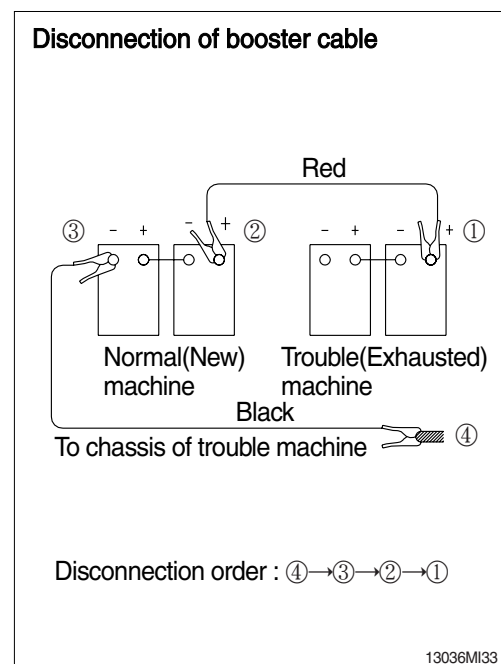 Disconnection of booster cable
Red
③ - + - + ② - + - + ①
Normal(New) Trouble(Exhausted)
machine machine
Black
To chassis of trouble machine ④
Disconnection order : ④→③→②→①
13036MI33